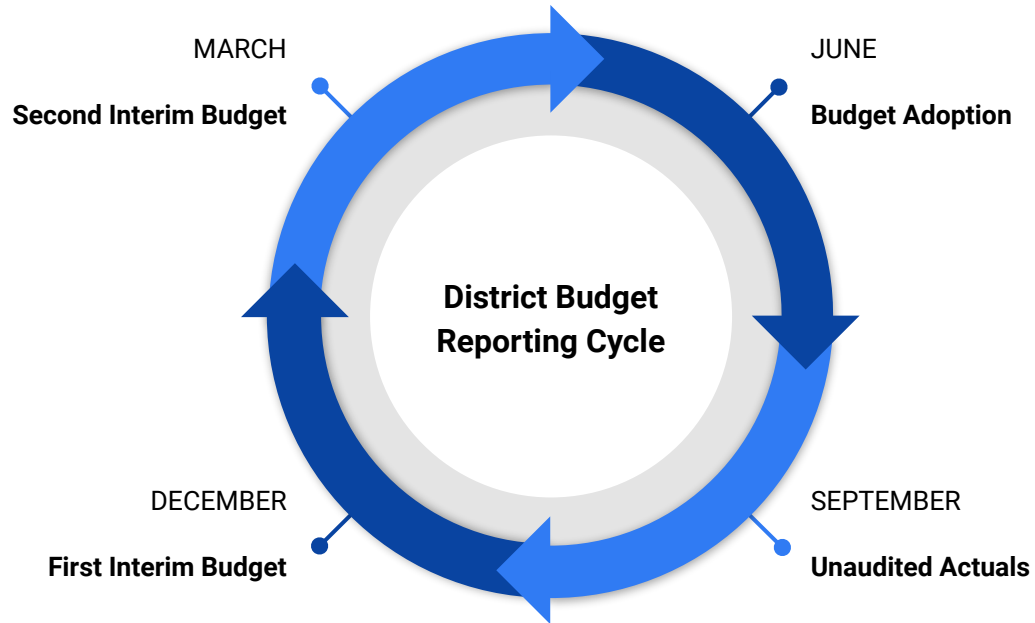 MARCH
Second Interim Budget
JUNE
Budget Adoption
District Budget
Reporting Cycle
DECEMBER
First Interim Budget
SEPTEMBER
Unaudited Actuals